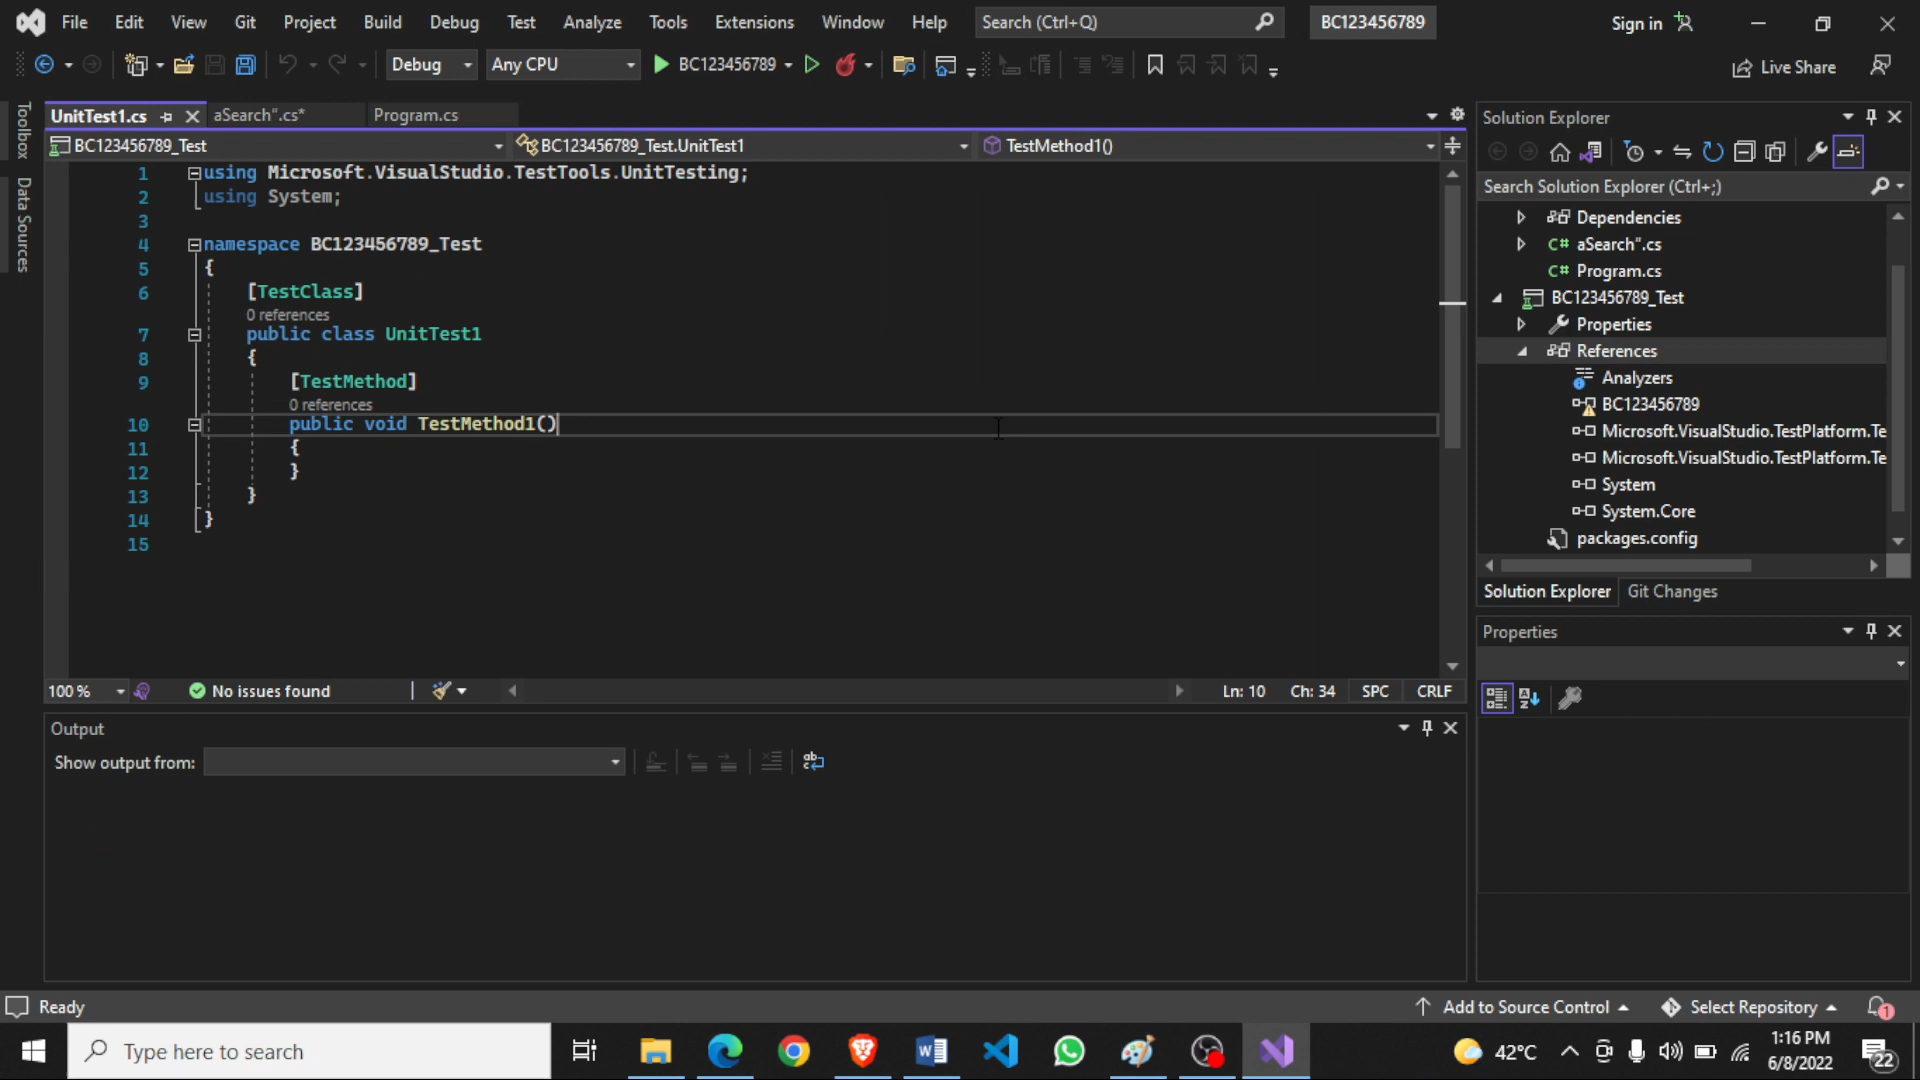 File Edit View Git Project Build Debug Test Analyze Tools Extensions Window Help Search (Ctrl+Q) BC123456789 Sign in
Debug Any CPU BC123456789 Live Share
Toolbox
Data Sources
UnitTest1.cs aSearch".cs* Program.cs
BC123456789_Test BC123456789_Test.UnitTest1 TestMethod1()
1 using Microsoft.VisualStudio.TestTools.UnitTesting;
2 using System;
3
4 namespace BC123456789_Test
5 {
6 [TestClass]
0 references
7 public class UnitTest1
8 {
9 [TestMethod]
0 references
10 public void TestMethod1()
11 {
12 }
13 }
14 }
15
100 % No issues found Ln: 10 Ch: 34 SPC CRLF
Output
Show output from:
Solution Explorer
Search Solution Explorer (Ctrl+;)
Dependencies
C# aSearch".cs
C# Program.cs
BC123456789_Test
Properties
References
Analyzers
BC123456789
Microsoft.VisualStudio.TestPlatform.Te
Microsoft.VisualStudio.TestPlatform.Te
System
System.Core
packages.config
Solution Explorer Git Changes
Properties
Ready Add to Source Control Select Repository 1
Type here to search 42°C 1:16 PM
6/8/2022 22